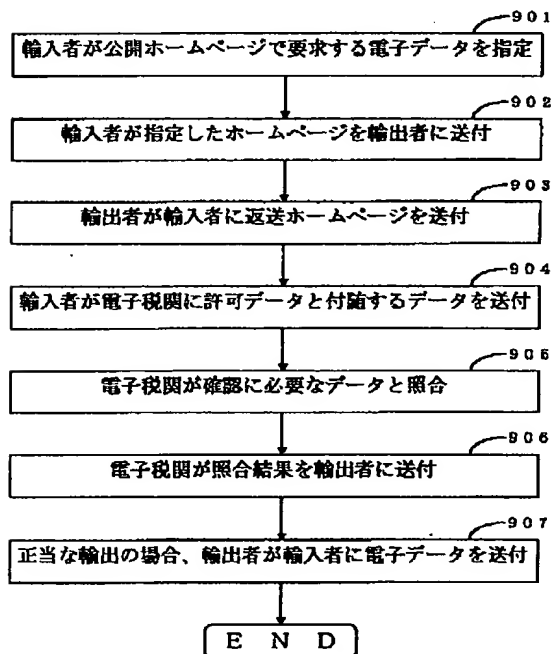 901
輸入者が公開ホームページで要求する電子データを指定
902
輸入者が指定したホームページを輸出者に送付
903
輸出者が輸入者に返送ホームページを送付
904
輸入者が電子税関に許可データと付随するデータを送付
905
電子税関が確認に必要なデータと照合
906
電子税関が照合結果を輸出者に送付
907
正当な輸出の場合、輸出者が輸入者に電子データを送付
E N D